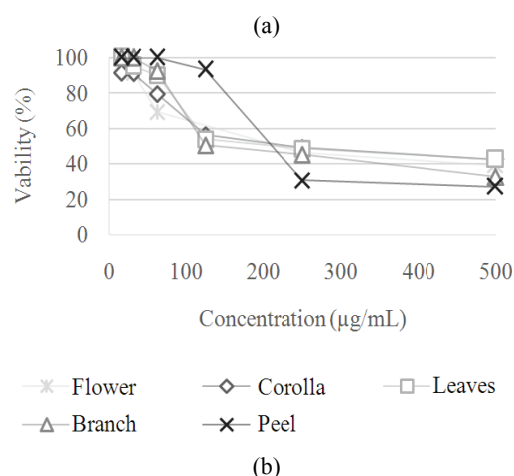 (a)
100
80
60
40
20
0
Vability (%)
0 100 200 300 400 500
Concentration (µg/mL)
Flower Corolla Leaves
Branch Peel
(b)